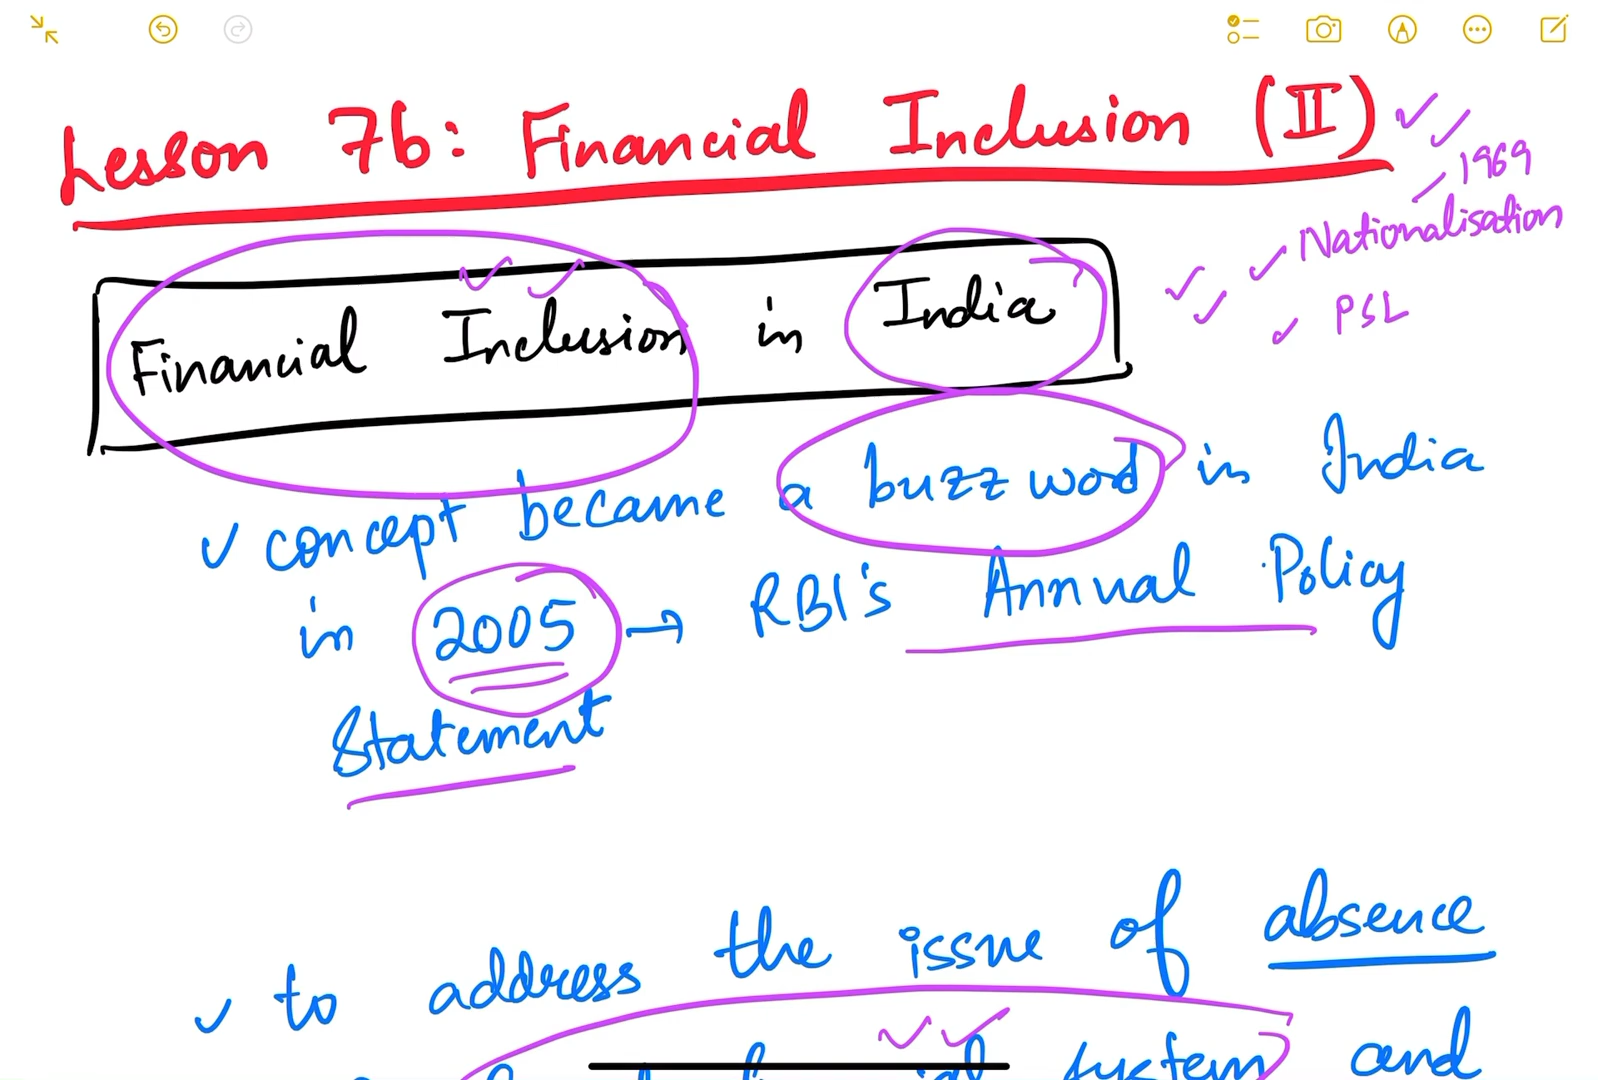 Lesson 7b: Financial Inclusion (II)
1969
Nationalisation
PSL
Financial Inclusion in India
concept became a buzz word in India
in 2005 → RBI's Annual Policy
Statement
to address the issue of absence
system and